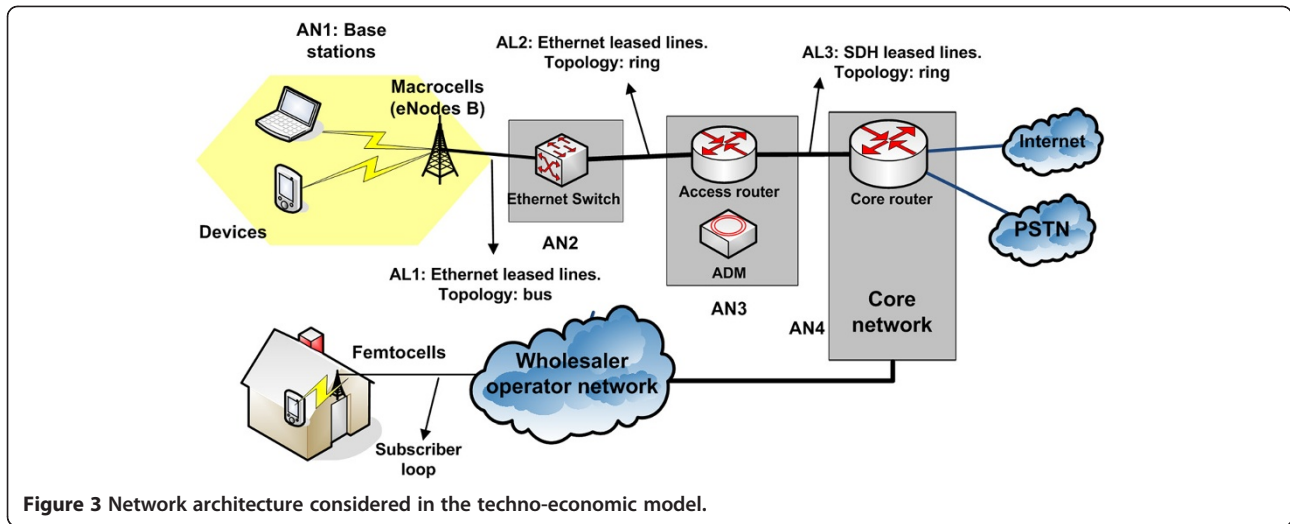 AN1: Base
stations
Macrocells
(eNodes B)
Devices
AL2: Ethernet leased lines.
Topology: ring
AL3: SDH leased lines.
Topology: ring
Ethernet Switch
AN2
Access router
ADM
AN3
Core router
Internet
PSTN
AL1: Ethernet leased lines.
Topology: bus
Core
network
AN4
Femtocells
Wholesaler
operator network
Subscriber
loop
Figure 3 Network architecture considered in the techno-economic model.